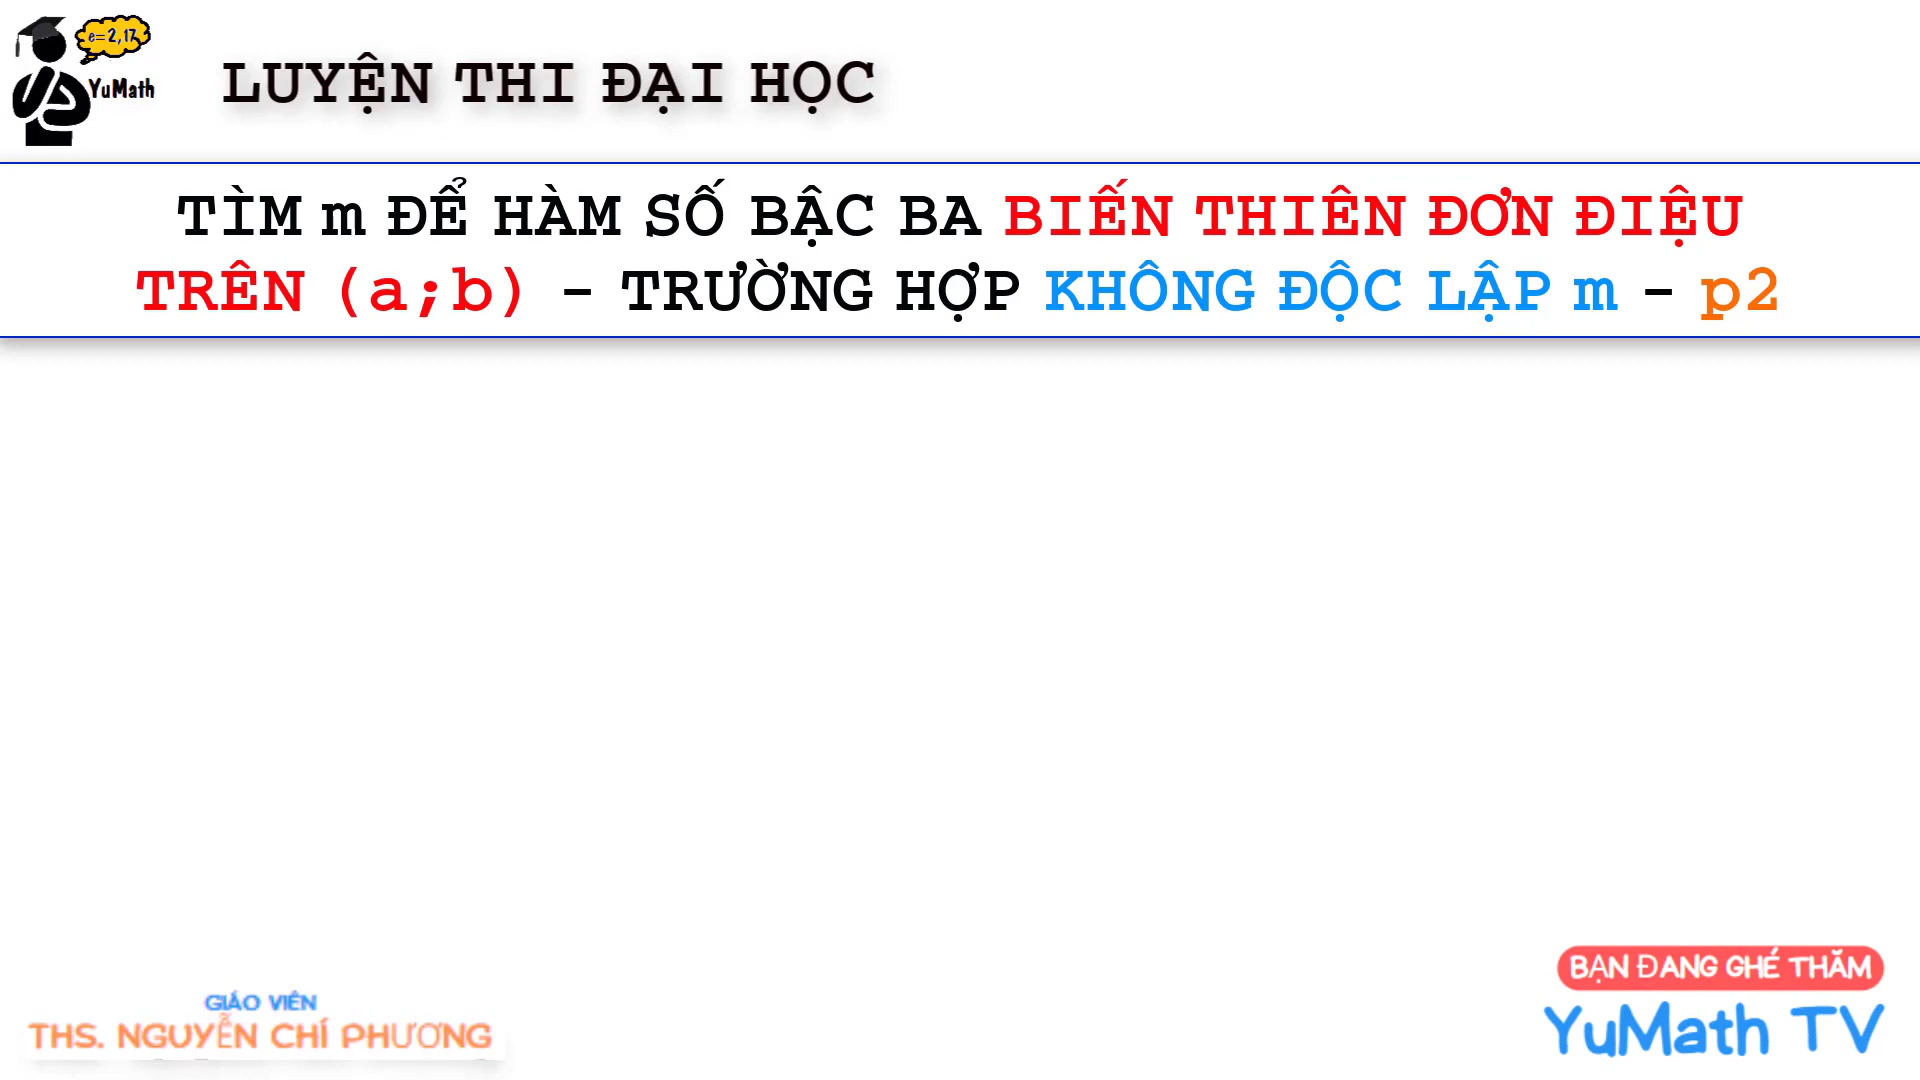 e=2,17
YuMath
LUYỆN THI ĐẠI HỌC
TÌM m ĐỂ HÀM SỐ BẬC BA BIẾN THIÊN ĐƠN ĐIỆU
TRÊN (a;b) - TRƯỜNG HỢP KHÔNG ĐỘC LẬP m - p2
GIÁO VIÊN
THS. NGUYỄN CHÍ PHƯƠNG
BẠN ĐANG GHÉ THĂM
YuMath TV